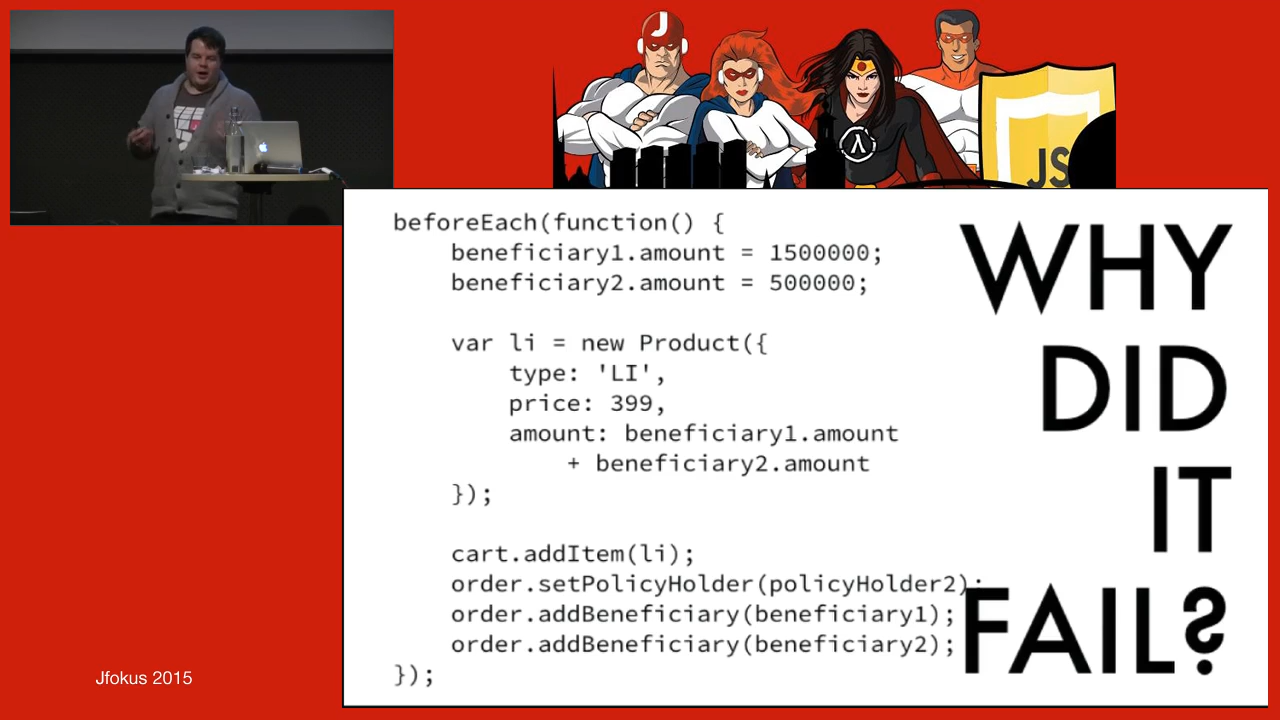 J
λ
JS
beforeEach(function() {
beneficiary1.amount = 1500000;
beneficiary2.amount = 500000;
var li = new Product({
type: 'LI',
price: 399,
amount: beneficiary1.amount
+ beneficiary2.amount
});
cart.addItem(li);
order.setPolicyHolder(policyHolder2);
order.addBeneficiary(beneficiary1);
order.addBeneficiary(beneficiary2);
});
WHY
DID
IT
FAIL?
Jfokus 2015